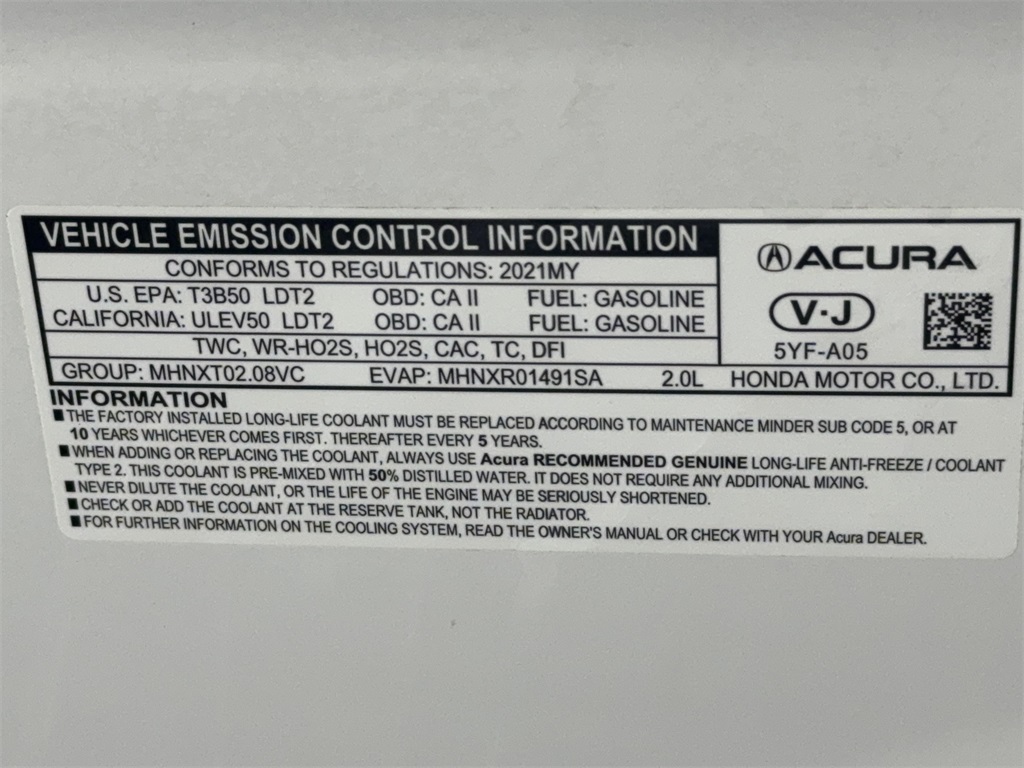 VEHICLE EMISSION CONTROL INFORMATION
CONFORMS TO REGULATIONS: 2021MY
U.S. EPA: T3B50 LDT2 OBD: CA II FUEL: GASOLINE
CALIFORNIA: ULEV50 LDT2 OBD: CA II FUEL: GASOLINE
TWC, WR-HO2S, HO2S, CAC, TC, DFI
GROUP: MHNXT02.08VC EVAP: MHNXR01491SA 2.0L
ACURA
V·J
5YF-A05
HONDA MOTOR CO., LTD.
INFORMATION
■ THE FACTORY INSTALLED LONG-LIFE COOLANT MUST BE REPLACED ACCORDING TO MAINTENANCE MINDER SUB CODE 5, OR AT
10 YEARS WHICHEVER COMES FIRST. THEREAFTER EVERY 5 YEARS.
■ WHEN ADDING OR REPLACING THE COOLANT, ALWAYS USE Acura RECOMMENDED GENUINE LONG-LIFE ANTI-FREEZE / COOLANT
TYPE 2. THIS COOLANT IS PRE-MIXED WITH 50% DISTILLED WATER. IT DOES NOT REQUIRE ANY ADDITIONAL MIXING.
■ NEVER DILUTE THE COOLANT, OR THE LIFE OF THE ENGINE MAY BE SERIOUSLY SHORTENED.
■ CHECK OR ADD THE COOLANT AT THE RESERVE TANK, NOT THE RADIATOR.
■ FOR FURTHER INFORMATION ON THE COOLING SYSTEM, READ THE OWNER'S MANUAL OR CHECK WITH YOUR Acura DEALER.